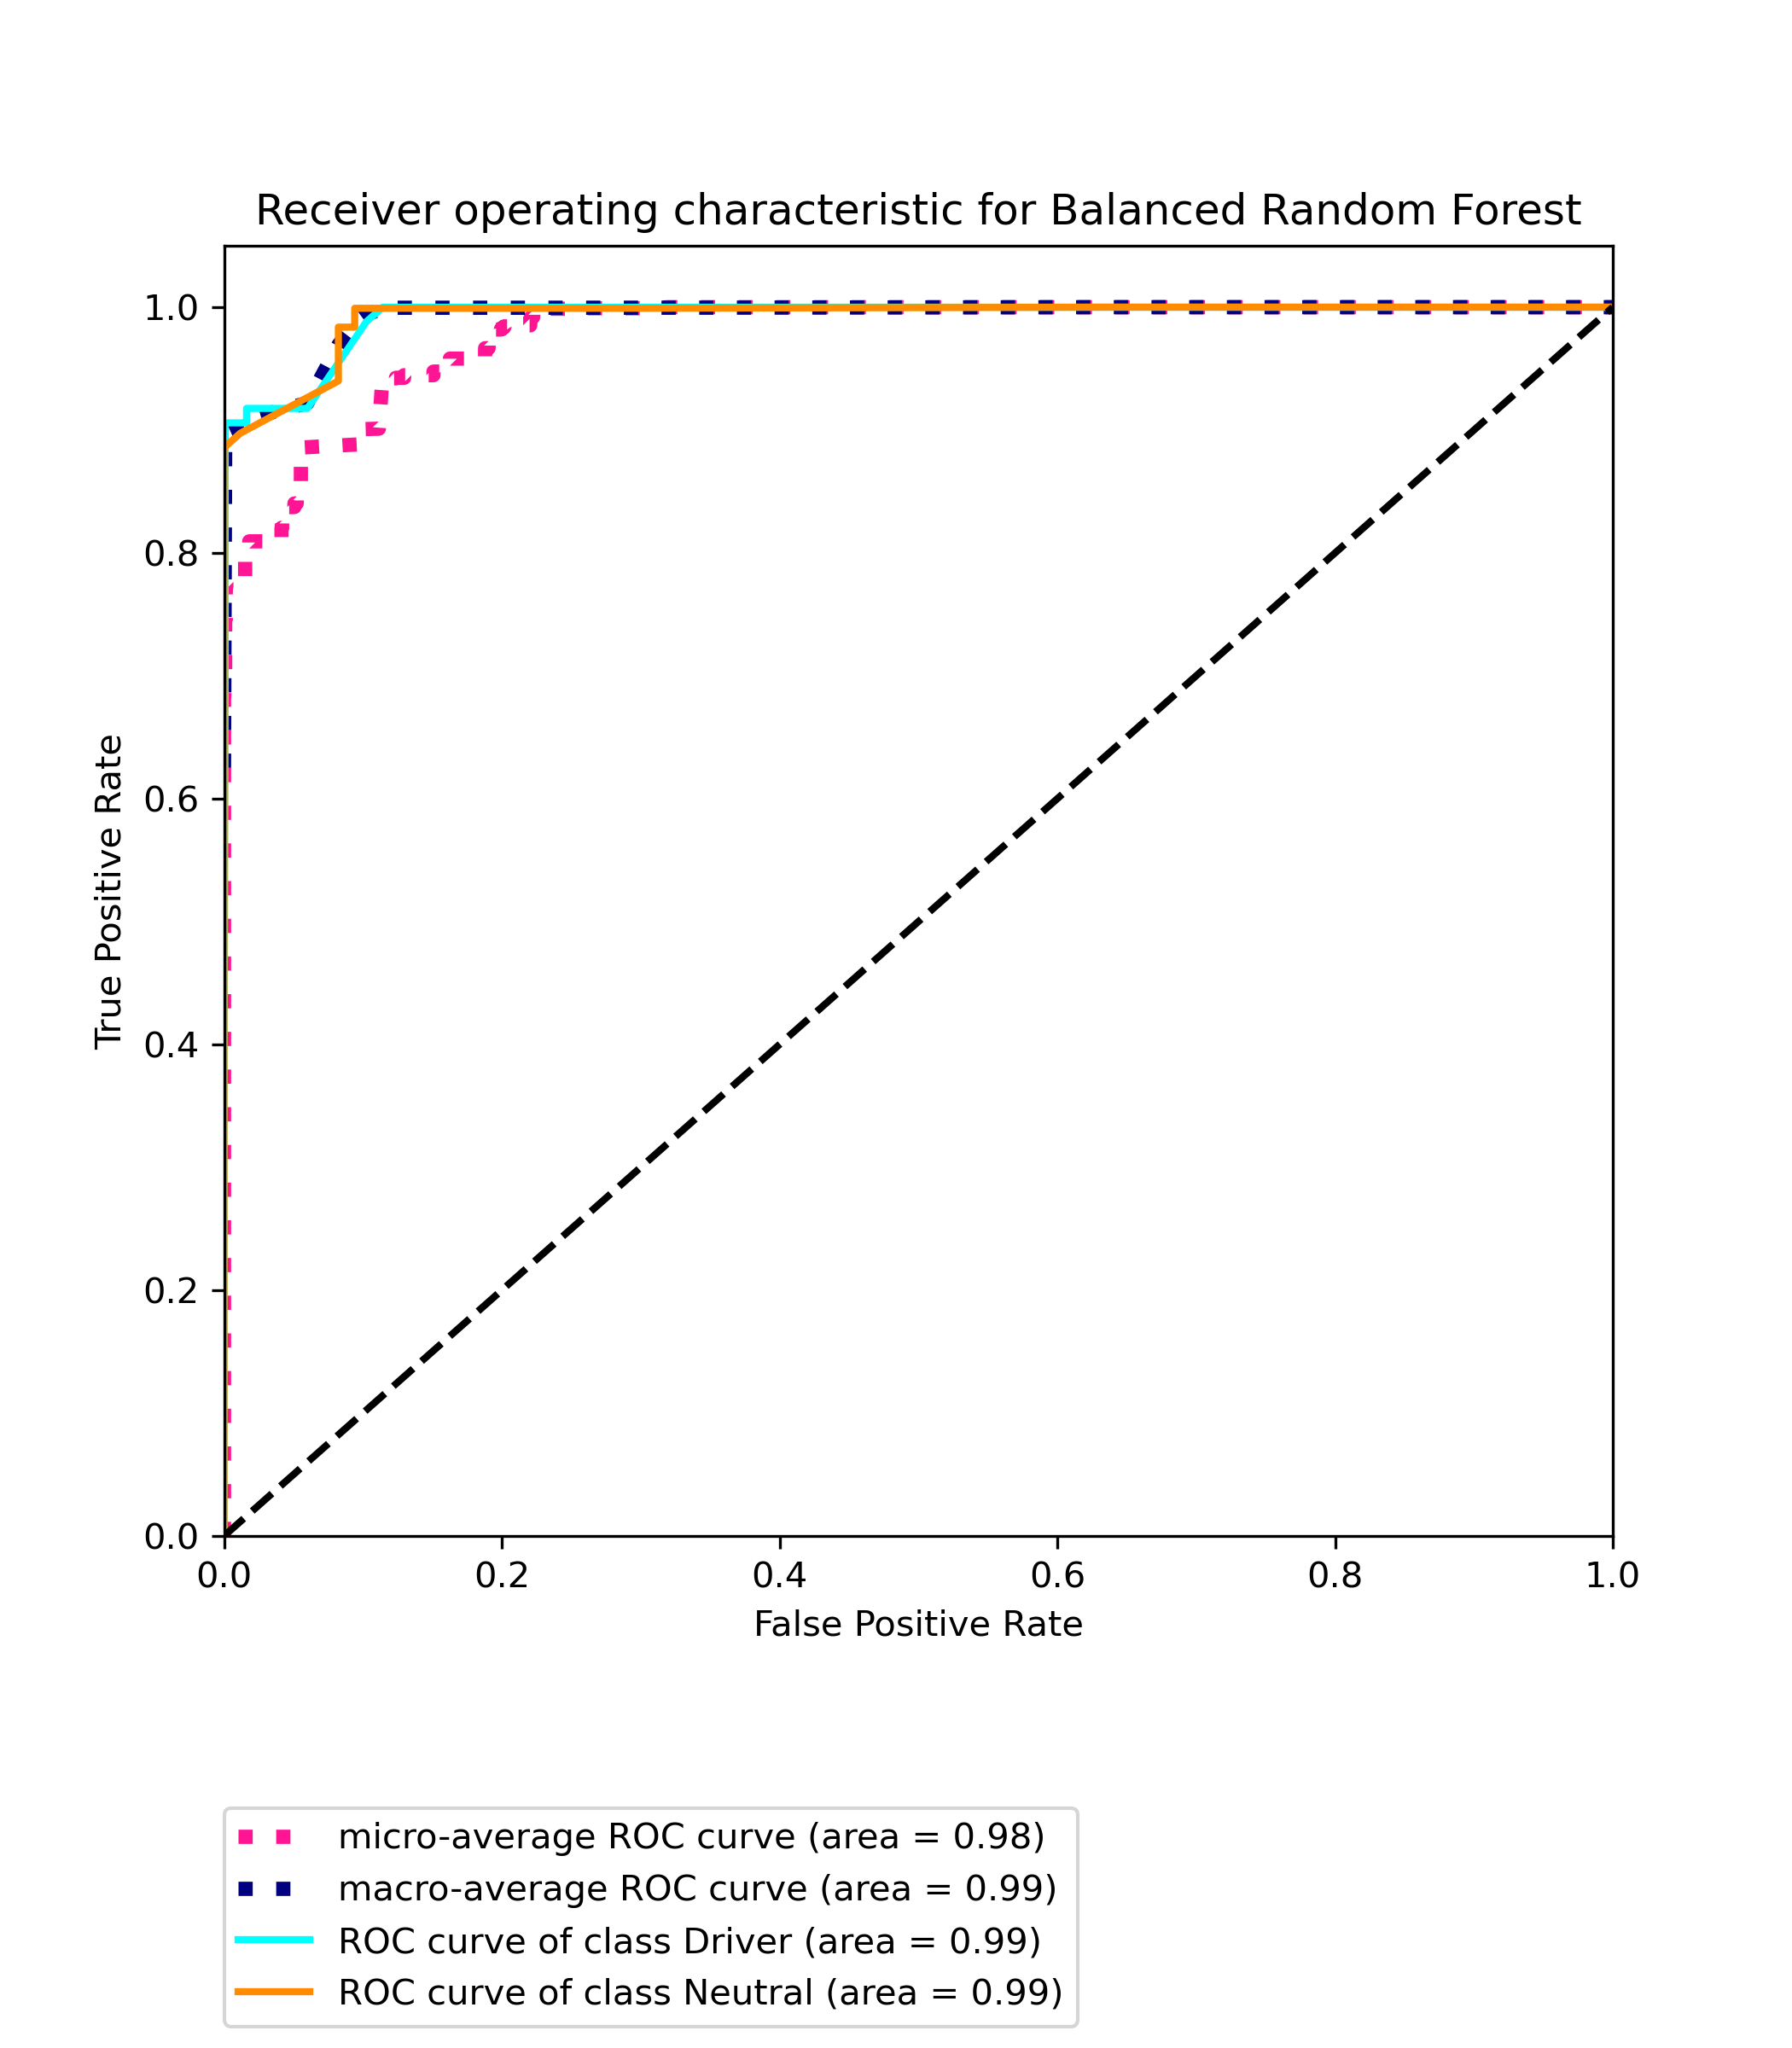 Receiver operating characteristic for Balanced Random Forest
1.0
0.8
0.6
0.4
0.2
0.0
True Positive Rate
0.0 0.2 0.4 0.6 0.8 1.0
False Positive Rate
micro-average ROC curve (area = 0.98)
macro-average ROC curve (area = 0.99)
ROC curve of class Driver (area = 0.99)
ROC curve of class Neutral (area = 0.99)